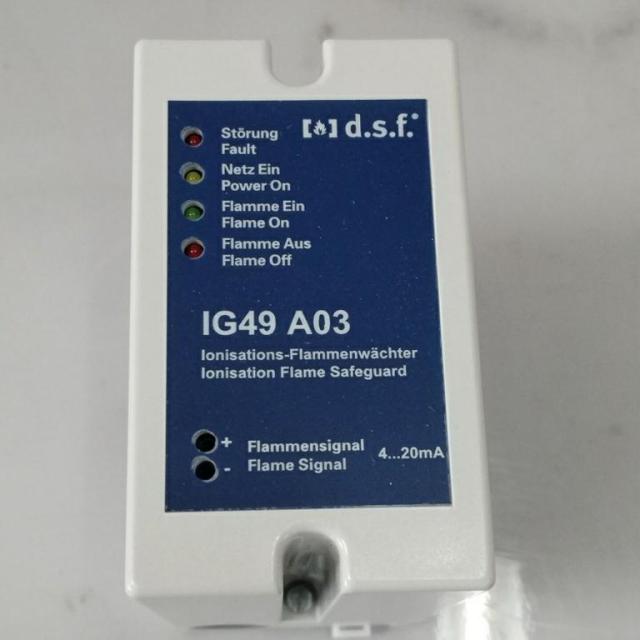 [🔥] d.s.f.®
Störung
Fault
Netz Ein
Power On
Flamme Ein
Flame On
Flamme Aus
Flame Off
IG49 A03
Ionisations-Flammenwächter
Ionisation Flame Safeguard
+ Flammensignal
- Flame Signal
4...20mA